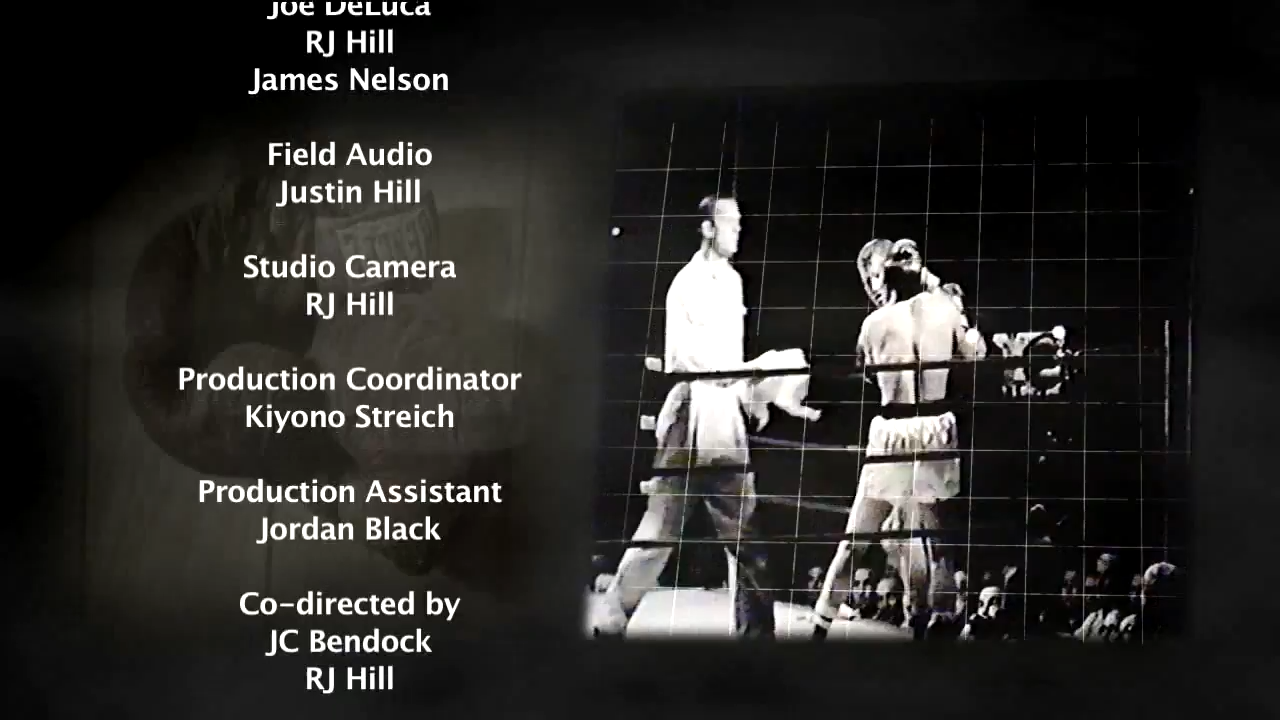 Joe DeLuca
RJ Hill
James Nelson
Field Audio
Justin Hill
Studio Camera
RJ Hill
Production Coordinator
Kiyono Streich
Production Assistant
Jordan Black
Co-directed by
JC Bendock
RJ Hill